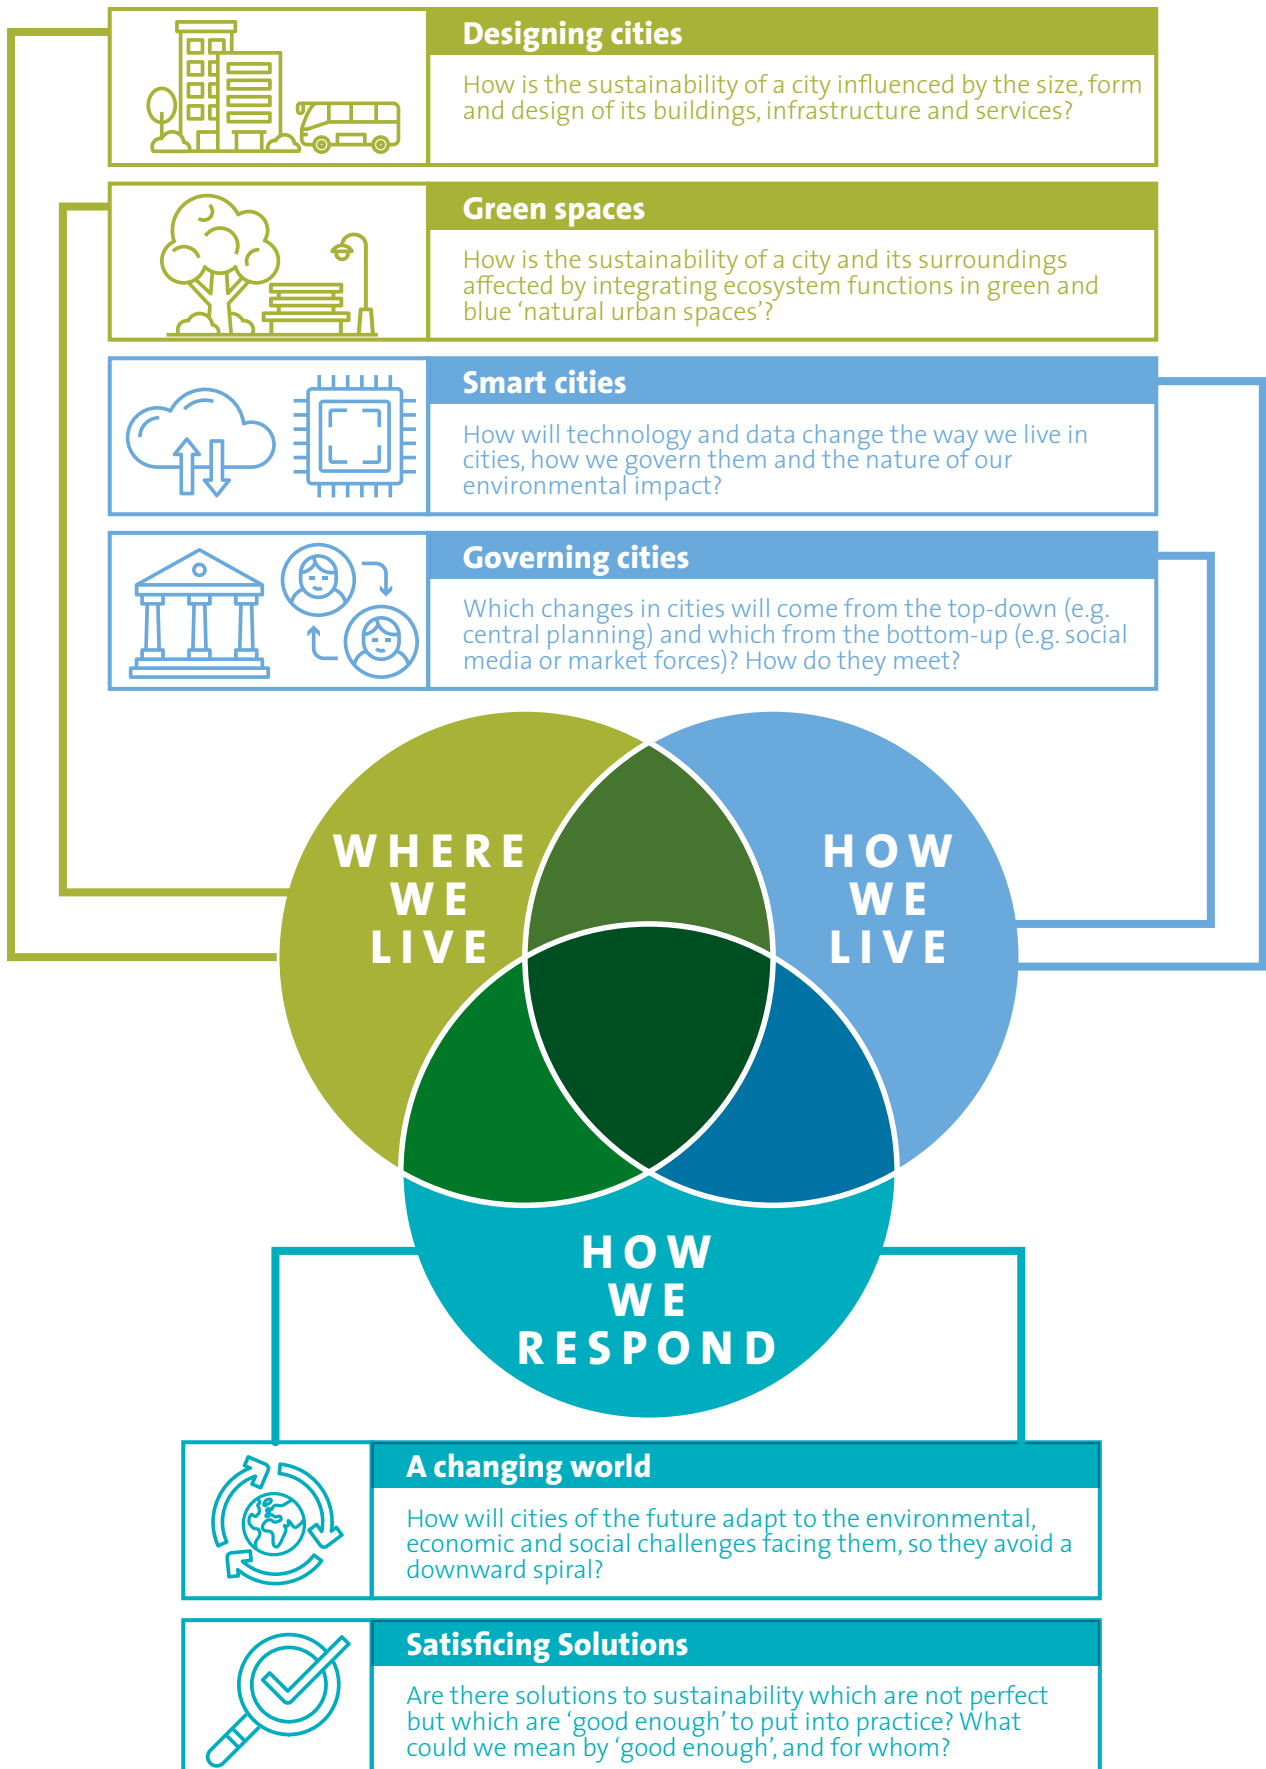 Designing cities
How is the sustainability of a city influenced by the size, form
and design of its buildings, infrastructure and services?
Green spaces
How is the sustainability of a city and its surroundings
affected by integrating ecosystem functions in green and
blue ‘natural urban spaces’?
Smart cities
How will technology and data change the way we live in
cities, how we govern them and the nature of our
environmental impact?
Governing cities
Which changes in cities will come from the top-down (e.g.
central planning) and which from the bottom-up (e.g. social
media or market forces)? How do they meet?
WHERE
WE
LIVE
HOW
WE
LIVE
HOW
WE
RESPOND
A changing world
How will cities of the future adapt to the environmental,
economic and social challenges facing them, so they avoid a
downward spiral?
Satisficing Solutions
Are there solutions to sustainability which are not perfect
but which are ‘good enough’ to put into practice? What
could we mean by ‘good enough’, and for whom?